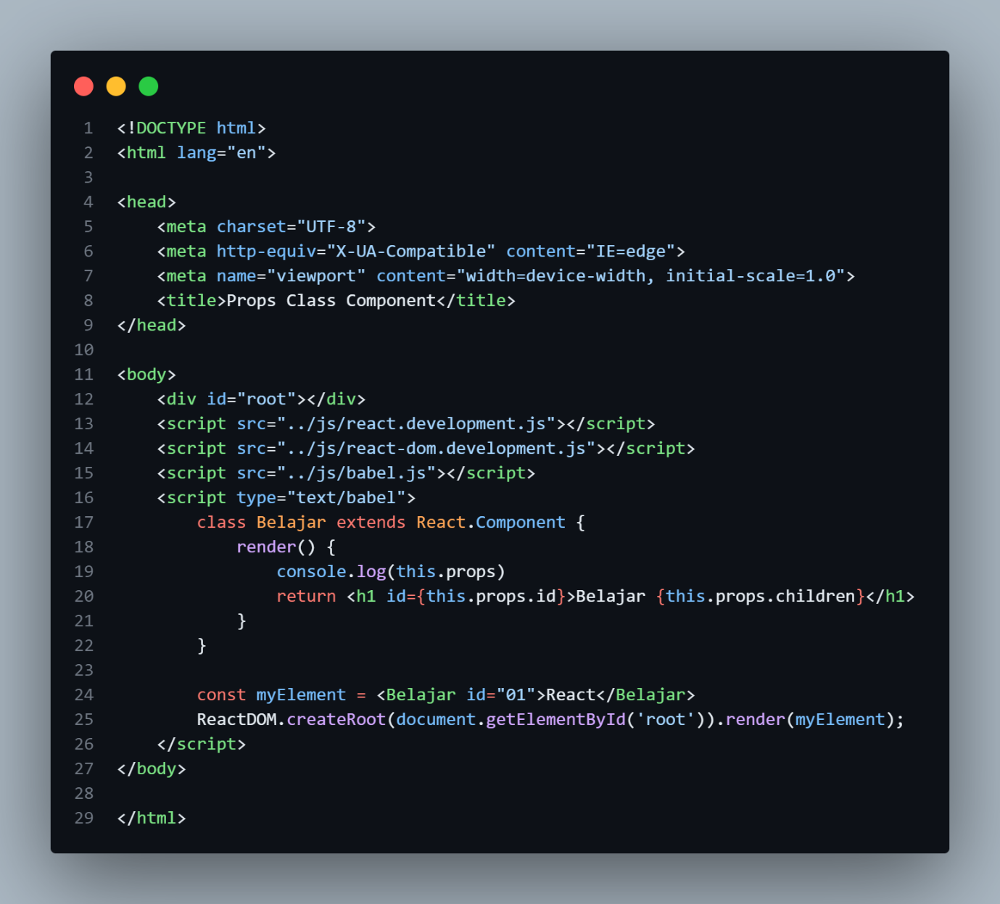 1 <!DOCTYPE html>
2 <html lang="en">
3
4 <head>
5     <meta charset="UTF-8">
6     <meta http-equiv="X-UA-Compatible" content="IE=edge">
7     <meta name="viewport" content="width=device-width, initial-scale=1.0">
8     <title>Props Class Component</title>
9 </head>
10
11 <body>
12     <div id="root"></div>
13     <script src="../js/react.development.js"></script>
14     <script src="../js/react-dom.development.js"></script>
15     <script src="../js/babel.js"></script>
16     <script type="text/babel">
17         class Belajar extends React.Component {
18             render() {
19                 console.log(this.props)
20                 return <h1 id={this.props.id}>Belajar {this.props.children}</h1>
21             }
22         }
23
24         const myElement = <Belajar id="01">React</Belajar>
25         ReactDOM.createRoot(document.getElementById('root')).render(myElement);
26     </script>
27 </body>
28
29 </html>